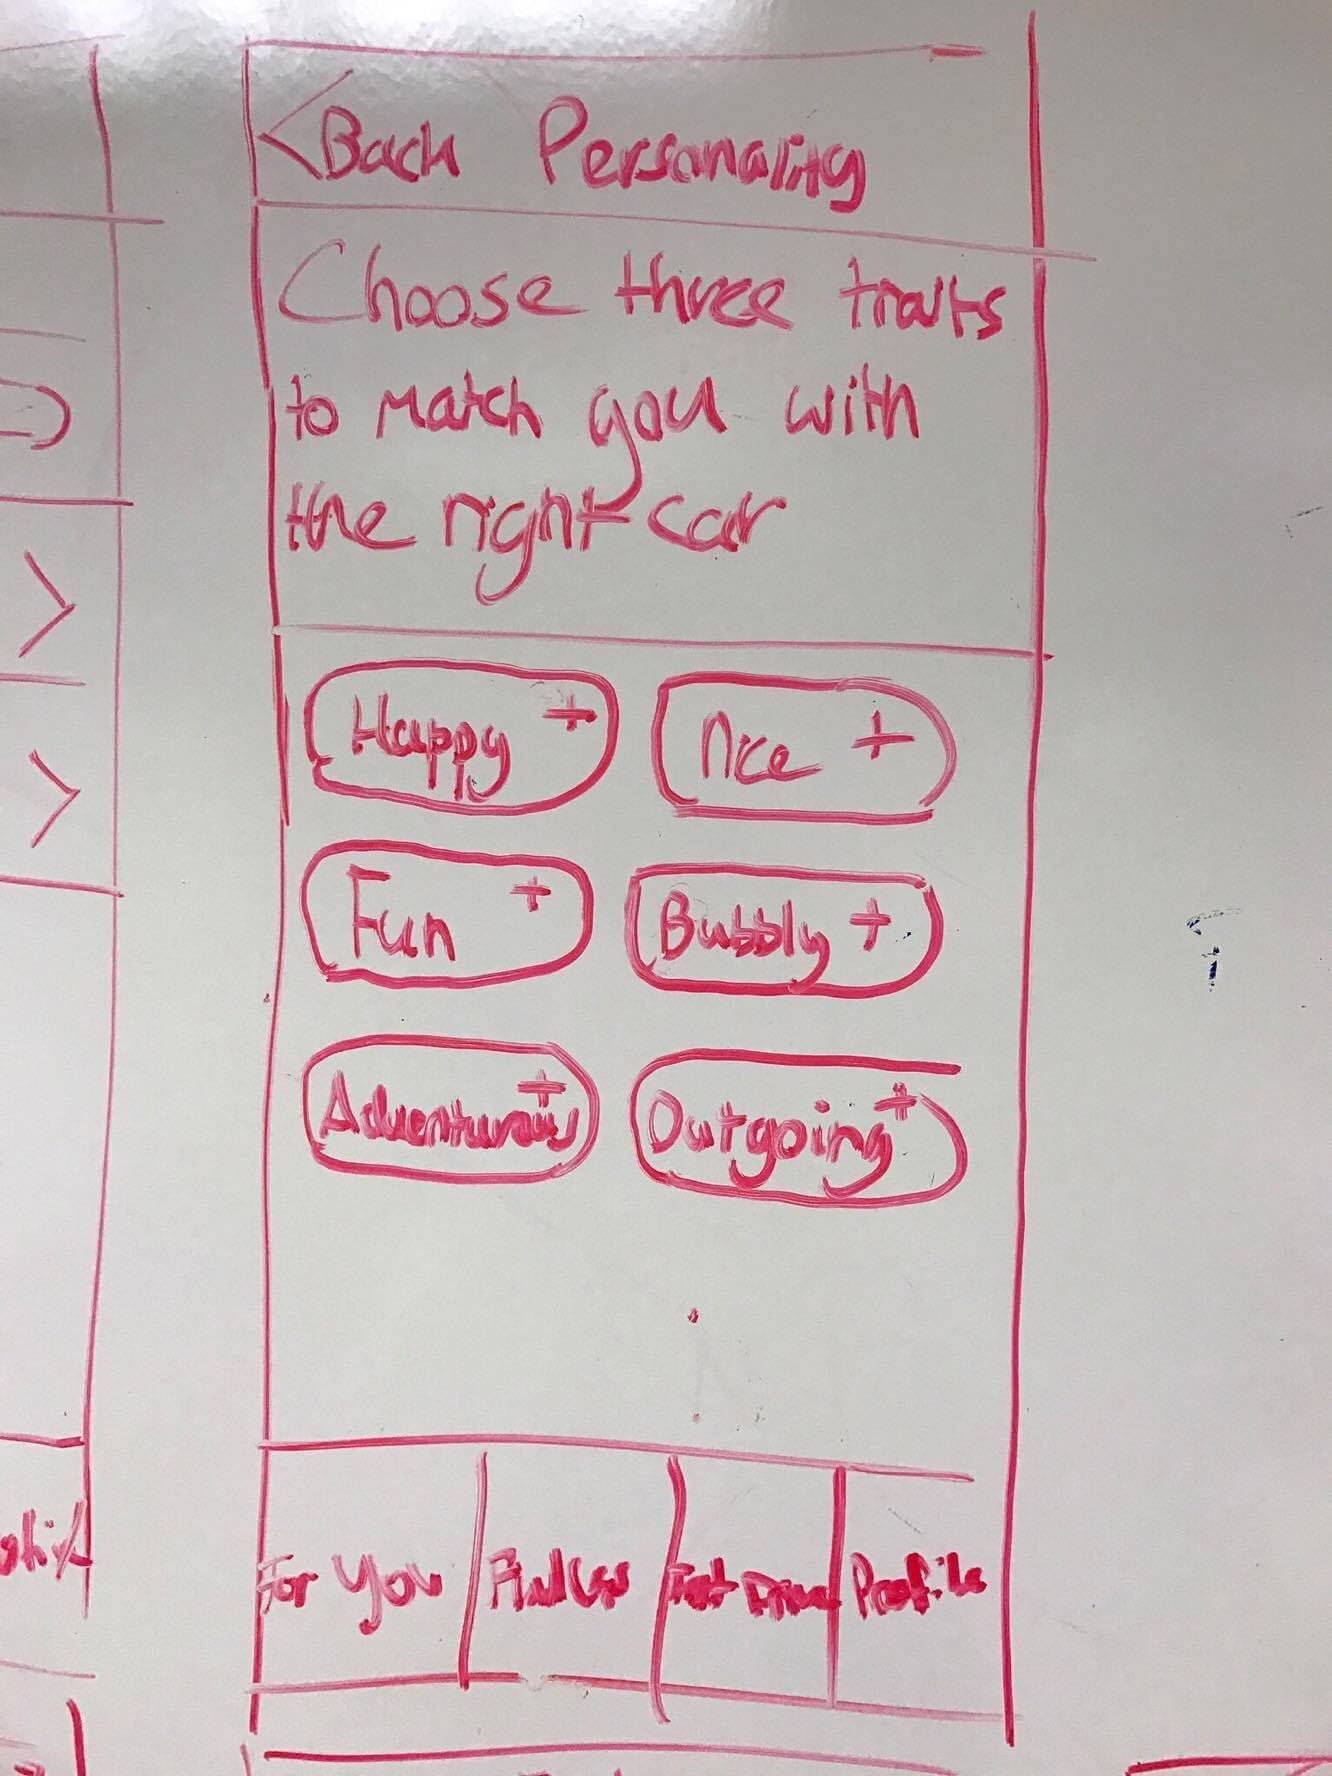 <Back Personality
Choose three traits
to match you with
the right car
Happy +
Nice +
Fun +
Bubbly +
Adventurous +
Outgoing +
For You
Find Us
Test Drive
Profile